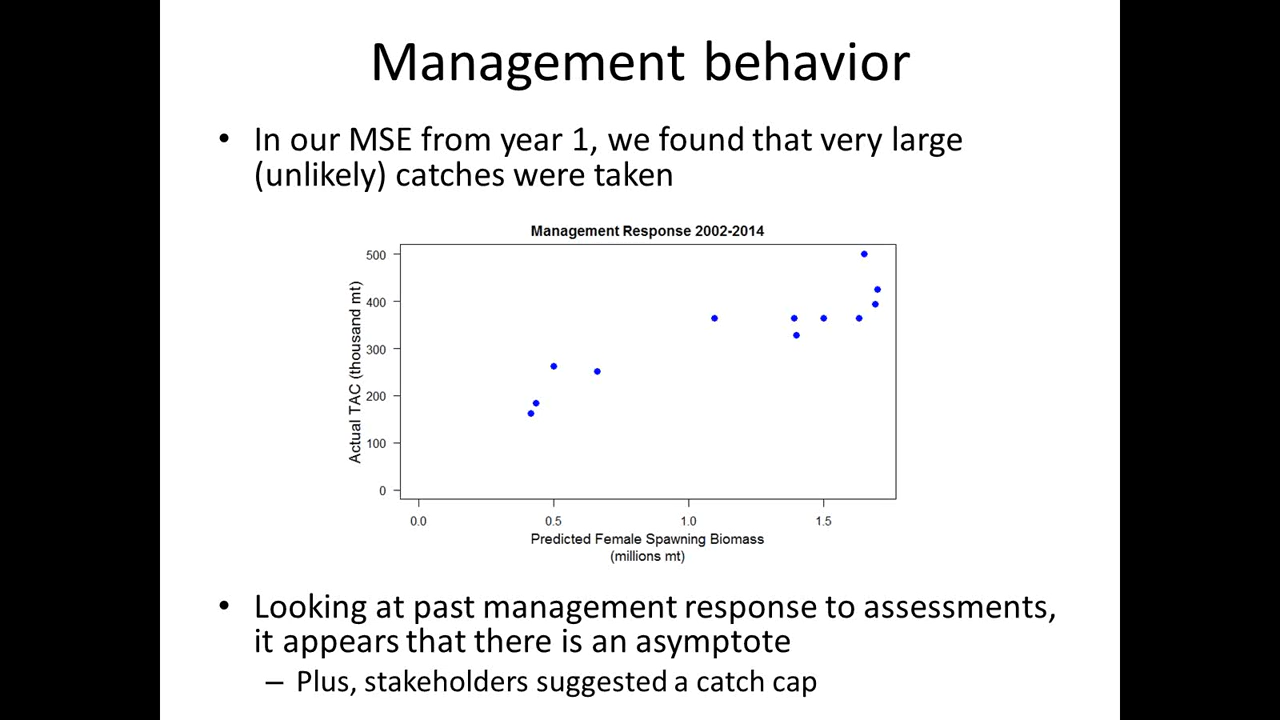 Management behavior
• In our MSE from year 1, we found that very large
(unlikely) catches were taken
Management Response 2002-2014
Actual TAC (thousand mt)
500
400
300
200
100
0
0.0 0.5 1.0 1.5
Predicted Female Spawning Biomass
(millions mt)
• Looking at past management response to assessments,
it appears that there is an asymptote
– Plus, stakeholders suggested a catch cap